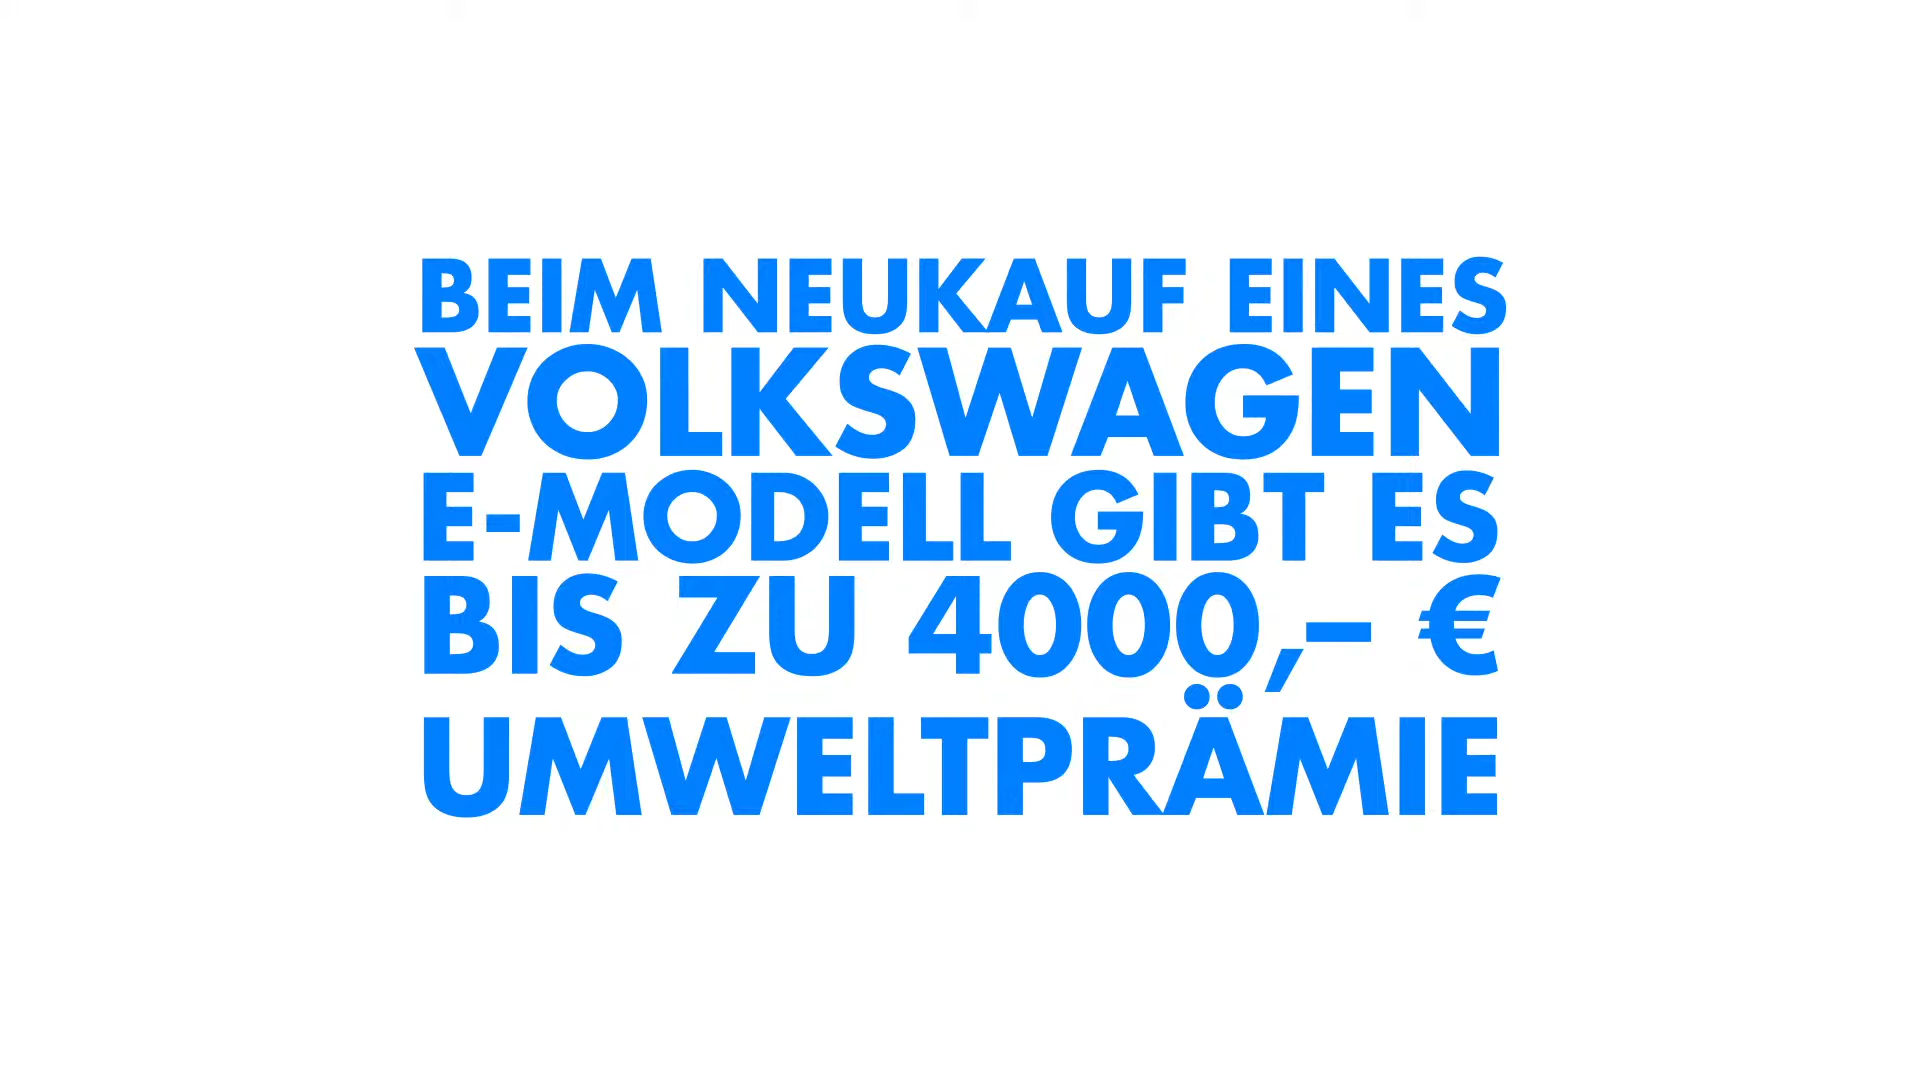 BEIM NEUKAUF EINES
VOLKSWAGEN
E-MODELL GIBT ES
BIS ZU 4000,– €
UMWELTPRÄMIE